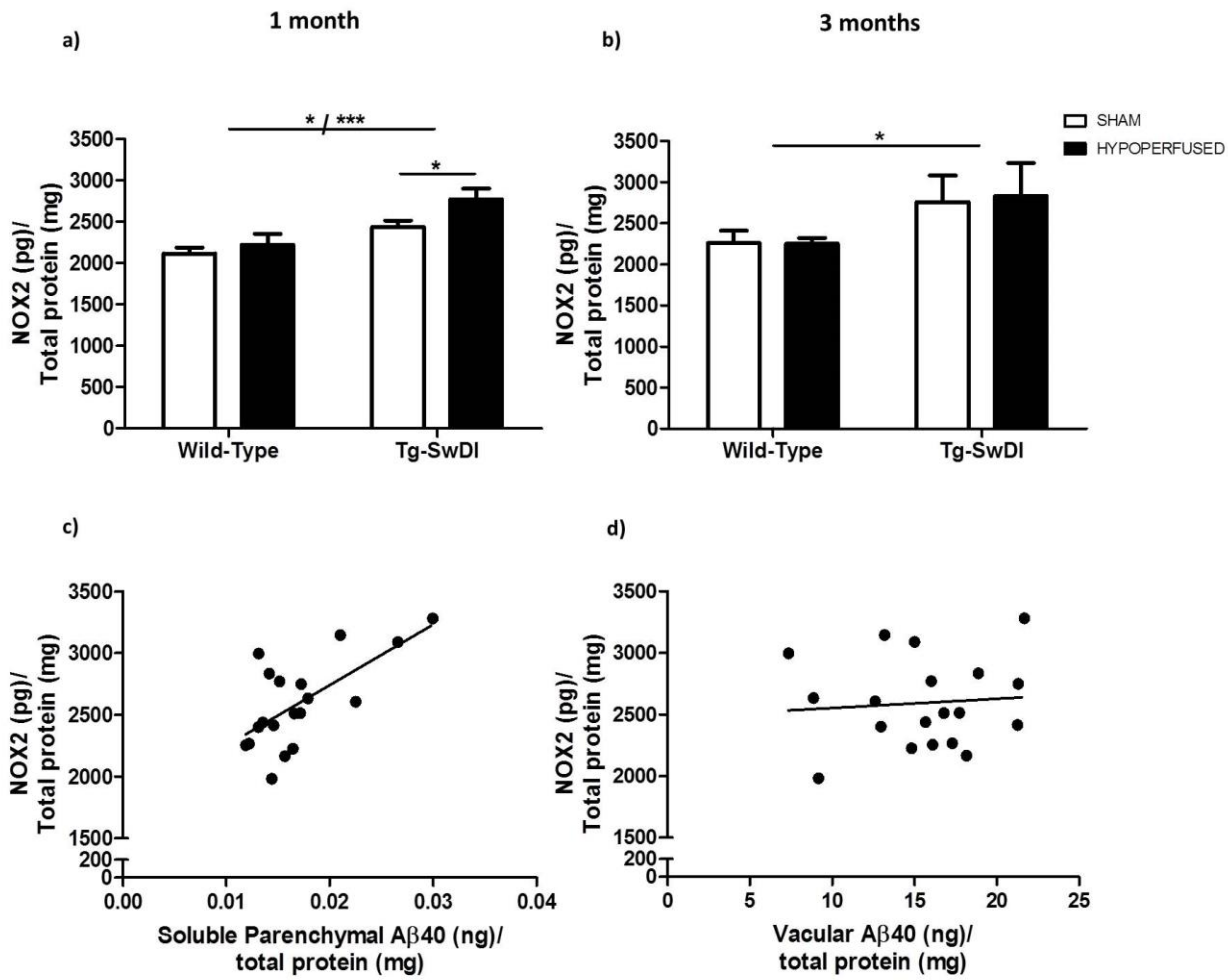 1 month
a)
* / ***
*
NOX2 (pg)/
Total protein (mg)
3500
3000
2500
2000
1500
1000
500
0
Wild-Type
Tg-SwDI
3 months
b)
*
SHAM
HYPOPERFUSED
NOX2 (pg)/
Total protein (mg)
3500
3000
2500
2000
1500
1000
500
0
Wild-Type
Tg-SwDI
c)
NOX2 (pg)/
Total protein (mg)
3500
3000
2500
2000
1500
200
0
0.00
0.01
0.02
0.03
0.04
Soluble Parenchymal Aβ40 (ng)/
total protein (mg)
d)
NOX2 (pg)/
Total protein (mg)
3500
3000
2500
2000
1500
200
0
0
5
10
15
20
25
Vacular Aβ40 (ng)/
total protein (mg)